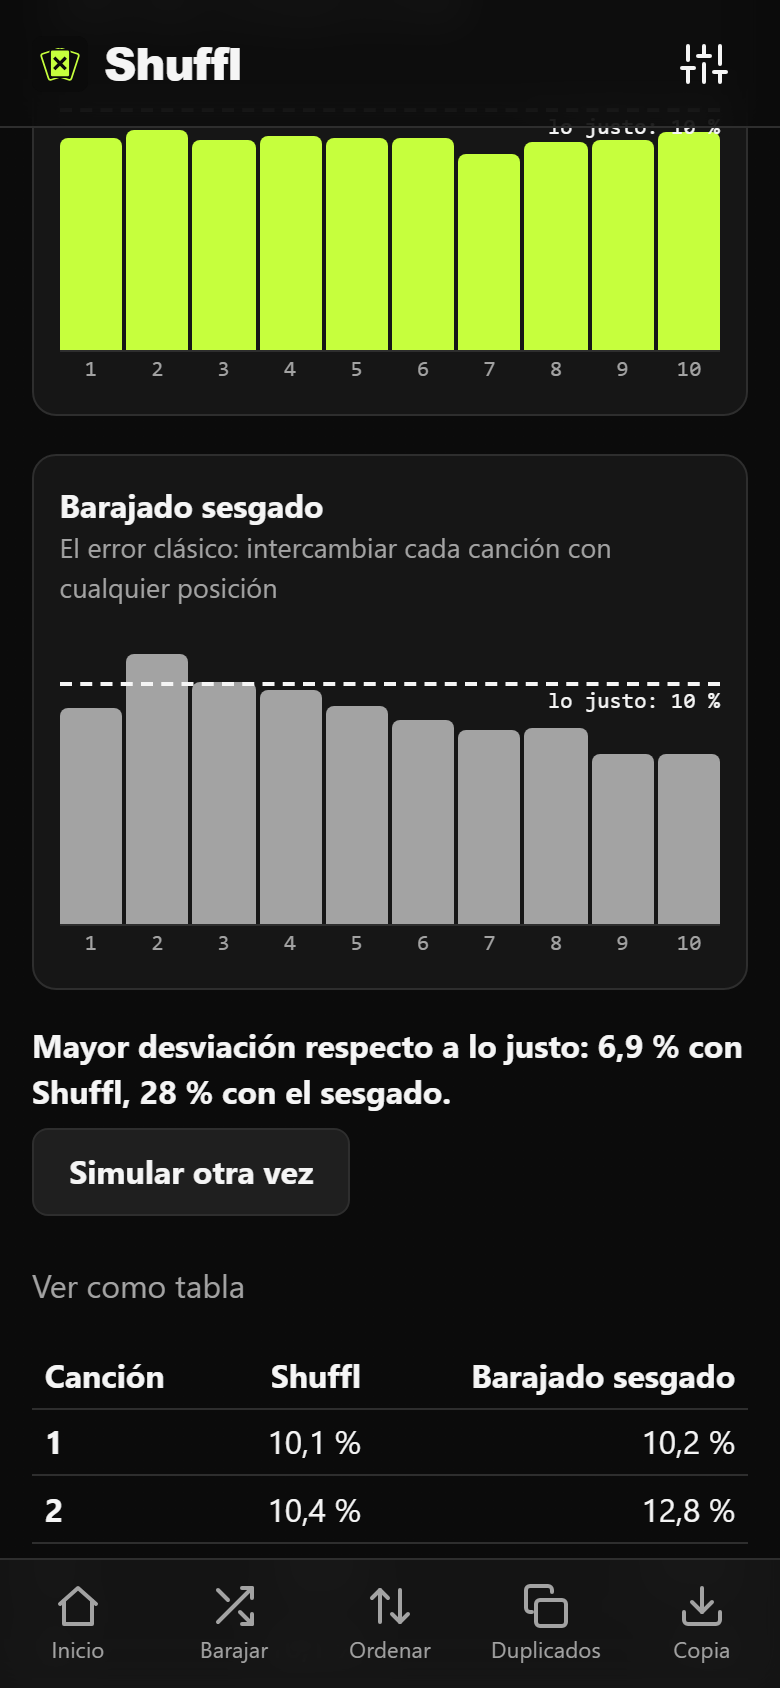 Shuffl
lo justo: 10 %
1 2 3 4 5 6 7 8 9 10
Barajado sesgado
El error clásico: intercambiar cada canción con
cualquier posición
lo justo: 10 %
1 2 3 4 5 6 7 8 9 10
Mayor desviación respecto a lo justo: 6,9 % con
Shuffl, 28 % con el sesgado.
Simular otra vez
Ver como tabla
Canción Shuffl Barajado sesgado
1 10,1 % 10,2 %
2 10,4 % 12,8 %
Inicio Barajar Ordenar Duplicados Copia